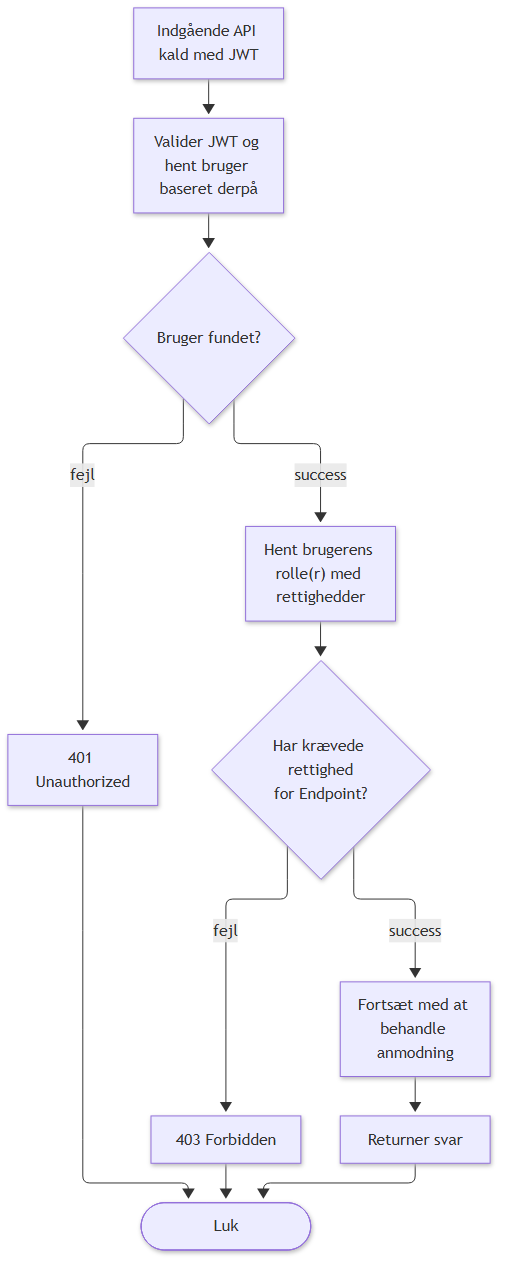 Indgående API
kald med JWT
Valider JWT og
hent bruger
baseret derpå
Bruger fundet?
fejl
success
Hent brugerens
rolle(r) med
rettighedder
401
Unauthorized
Har krævede
rettighed
for Endpoint?
fejl
success
Fortsæt med at
behandle
anmodning
403 Forbidden
Returner svar
Luk